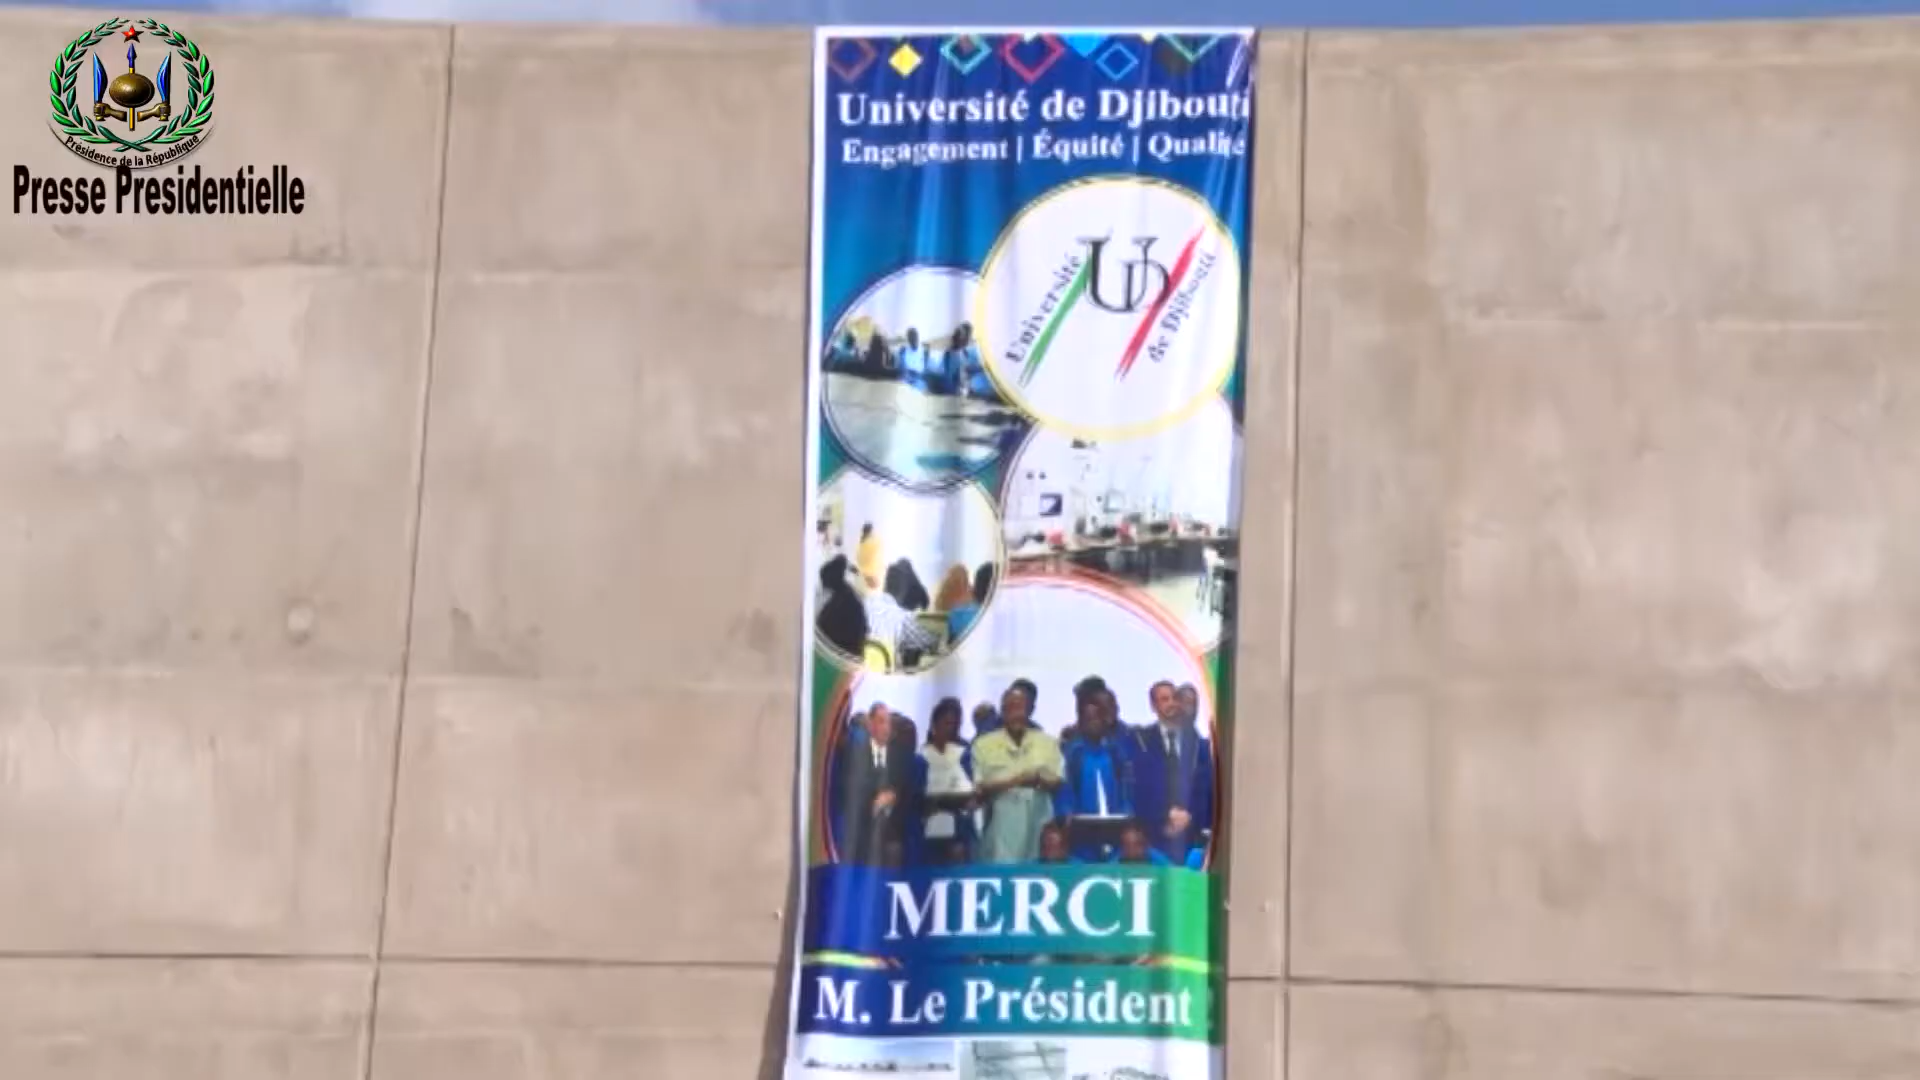 Présidence de la République
Presse Presidentielle
Université de Djibouti
Engagement | Équité | Qualité
UD
Université
de Djibouti
MERCI
M. Le Président